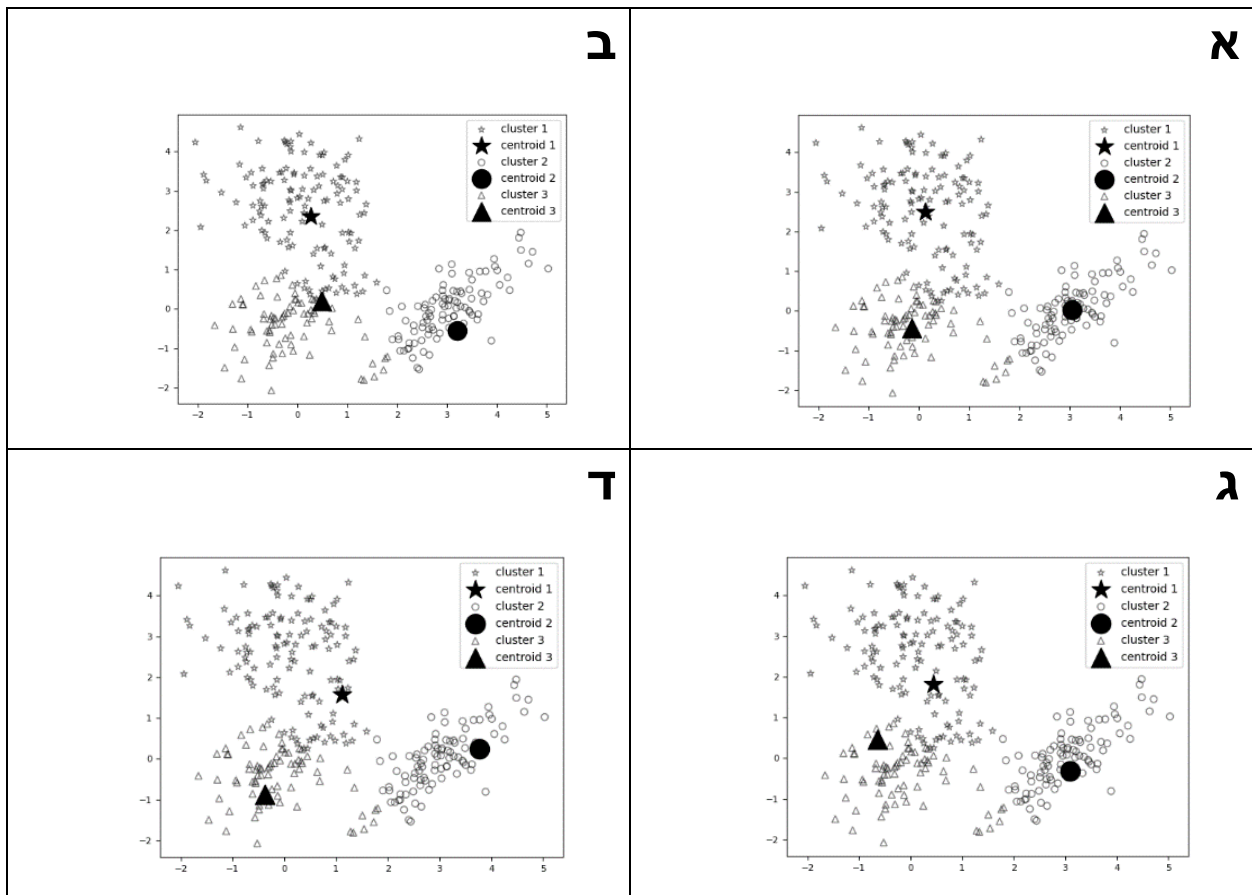 א
cluster 1
centroid 1
cluster 2
centroid 2
cluster 3
centroid 3
4
3
2
1
0
−1
−2
−2 −1 0 1 2 3 4 5
ב
cluster 1
centroid 1
cluster 2
centroid 2
cluster 3
centroid 3
4
3
2
1
0
−1
−2
−2 −1 0 1 2 3 4 5
ג
cluster 1
centroid 1
cluster 2
centroid 2
cluster 3
centroid 3
4
3
2
1
0
−1
−2
−2 −1 0 1 2 3 4 5
ד
cluster 1
centroid 1
cluster 2
centroid 2
cluster 3
centroid 3
4
3
2
1
0
−1
−2
−2 −1 0 1 2 3 4 5